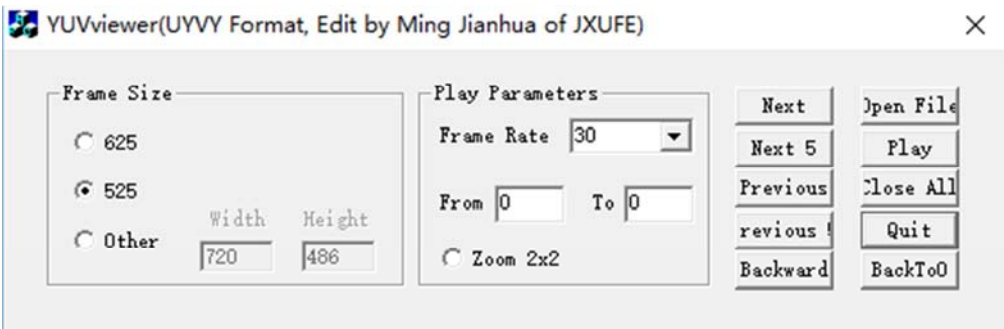 YUVviewer(UYVY Format, Edit by Ming Jianhua of JXUFE)
Frame Size
625
525
Other
Width
Height
720
486
Play Parameters
Frame Rate 30
From 0 To 0
Zoom 2x2
Next
Open File
Next 5
Play
Previous
Close All
revious
Quit
Backward
BackTo0